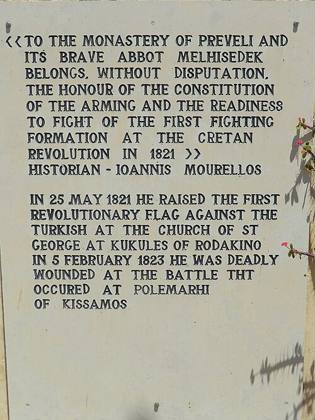 <<TO THE MONASTERY OF PREVELI AND
ITS BRAVE ABBOT MELHISEDEK
BELONGS, WITHOUT DISPUTATION,
THE HONOUR OF THE CONSTITUTION
OF THE ARMING AND THE READINESS
TO FIGHT OF THE FIRST FIGHTING
FORMATION AT THE CRETAN
REVOLUTION IN 1821 >>
HISTORIAN - IOANNIS MOURELLOS
IN 25 MAY 1821 HE RAISED THE FIRST
REVOLUTIONARY FLAG AGAINST THE
TURKISH AT THE CHURCH OF ST
GEORGE AT KUKULES OF RODAKINO
IN 5 FEBRUARY 1823 HE WAS DEADLY
WOUNDED AT THE BATTLE THT
OCCURED AT POLEMARHI
OF KISSAMOS